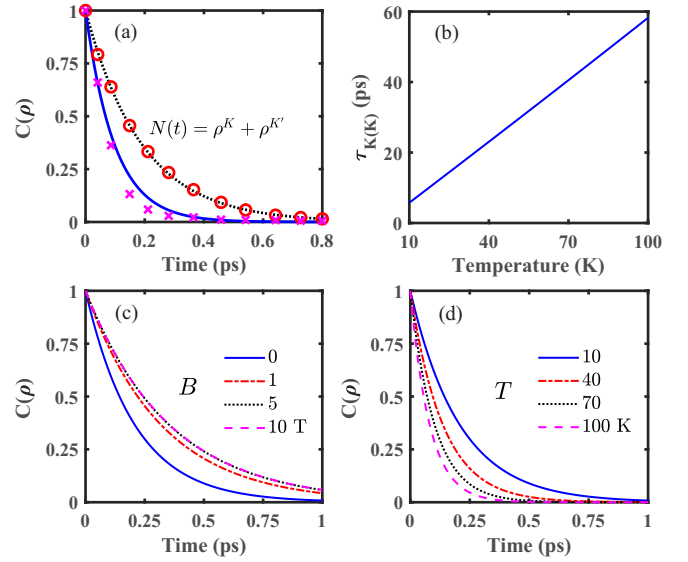 (a)
1
0.75
0.5
0.25
0
C(ρ)
N(t) = ρ^K + ρ^{K'}
0 0.2 0.4 0.6 0.8
Time (ps)
(b)
60
40
20
0
τ_{K(K)} (ps)
10 40 70 100
Temperature (K)
(c)
1
0.75
0.5
0.25
0
C(ρ)
B
0
1
5
10 T
0 0.25 0.5 0.75 1
Time (ps)
(d)
1
0.75
0.5
0.25
0
C(ρ)
T
10
40
70
100 K
0 0.25 0.5 0.75 1
Time (ps)